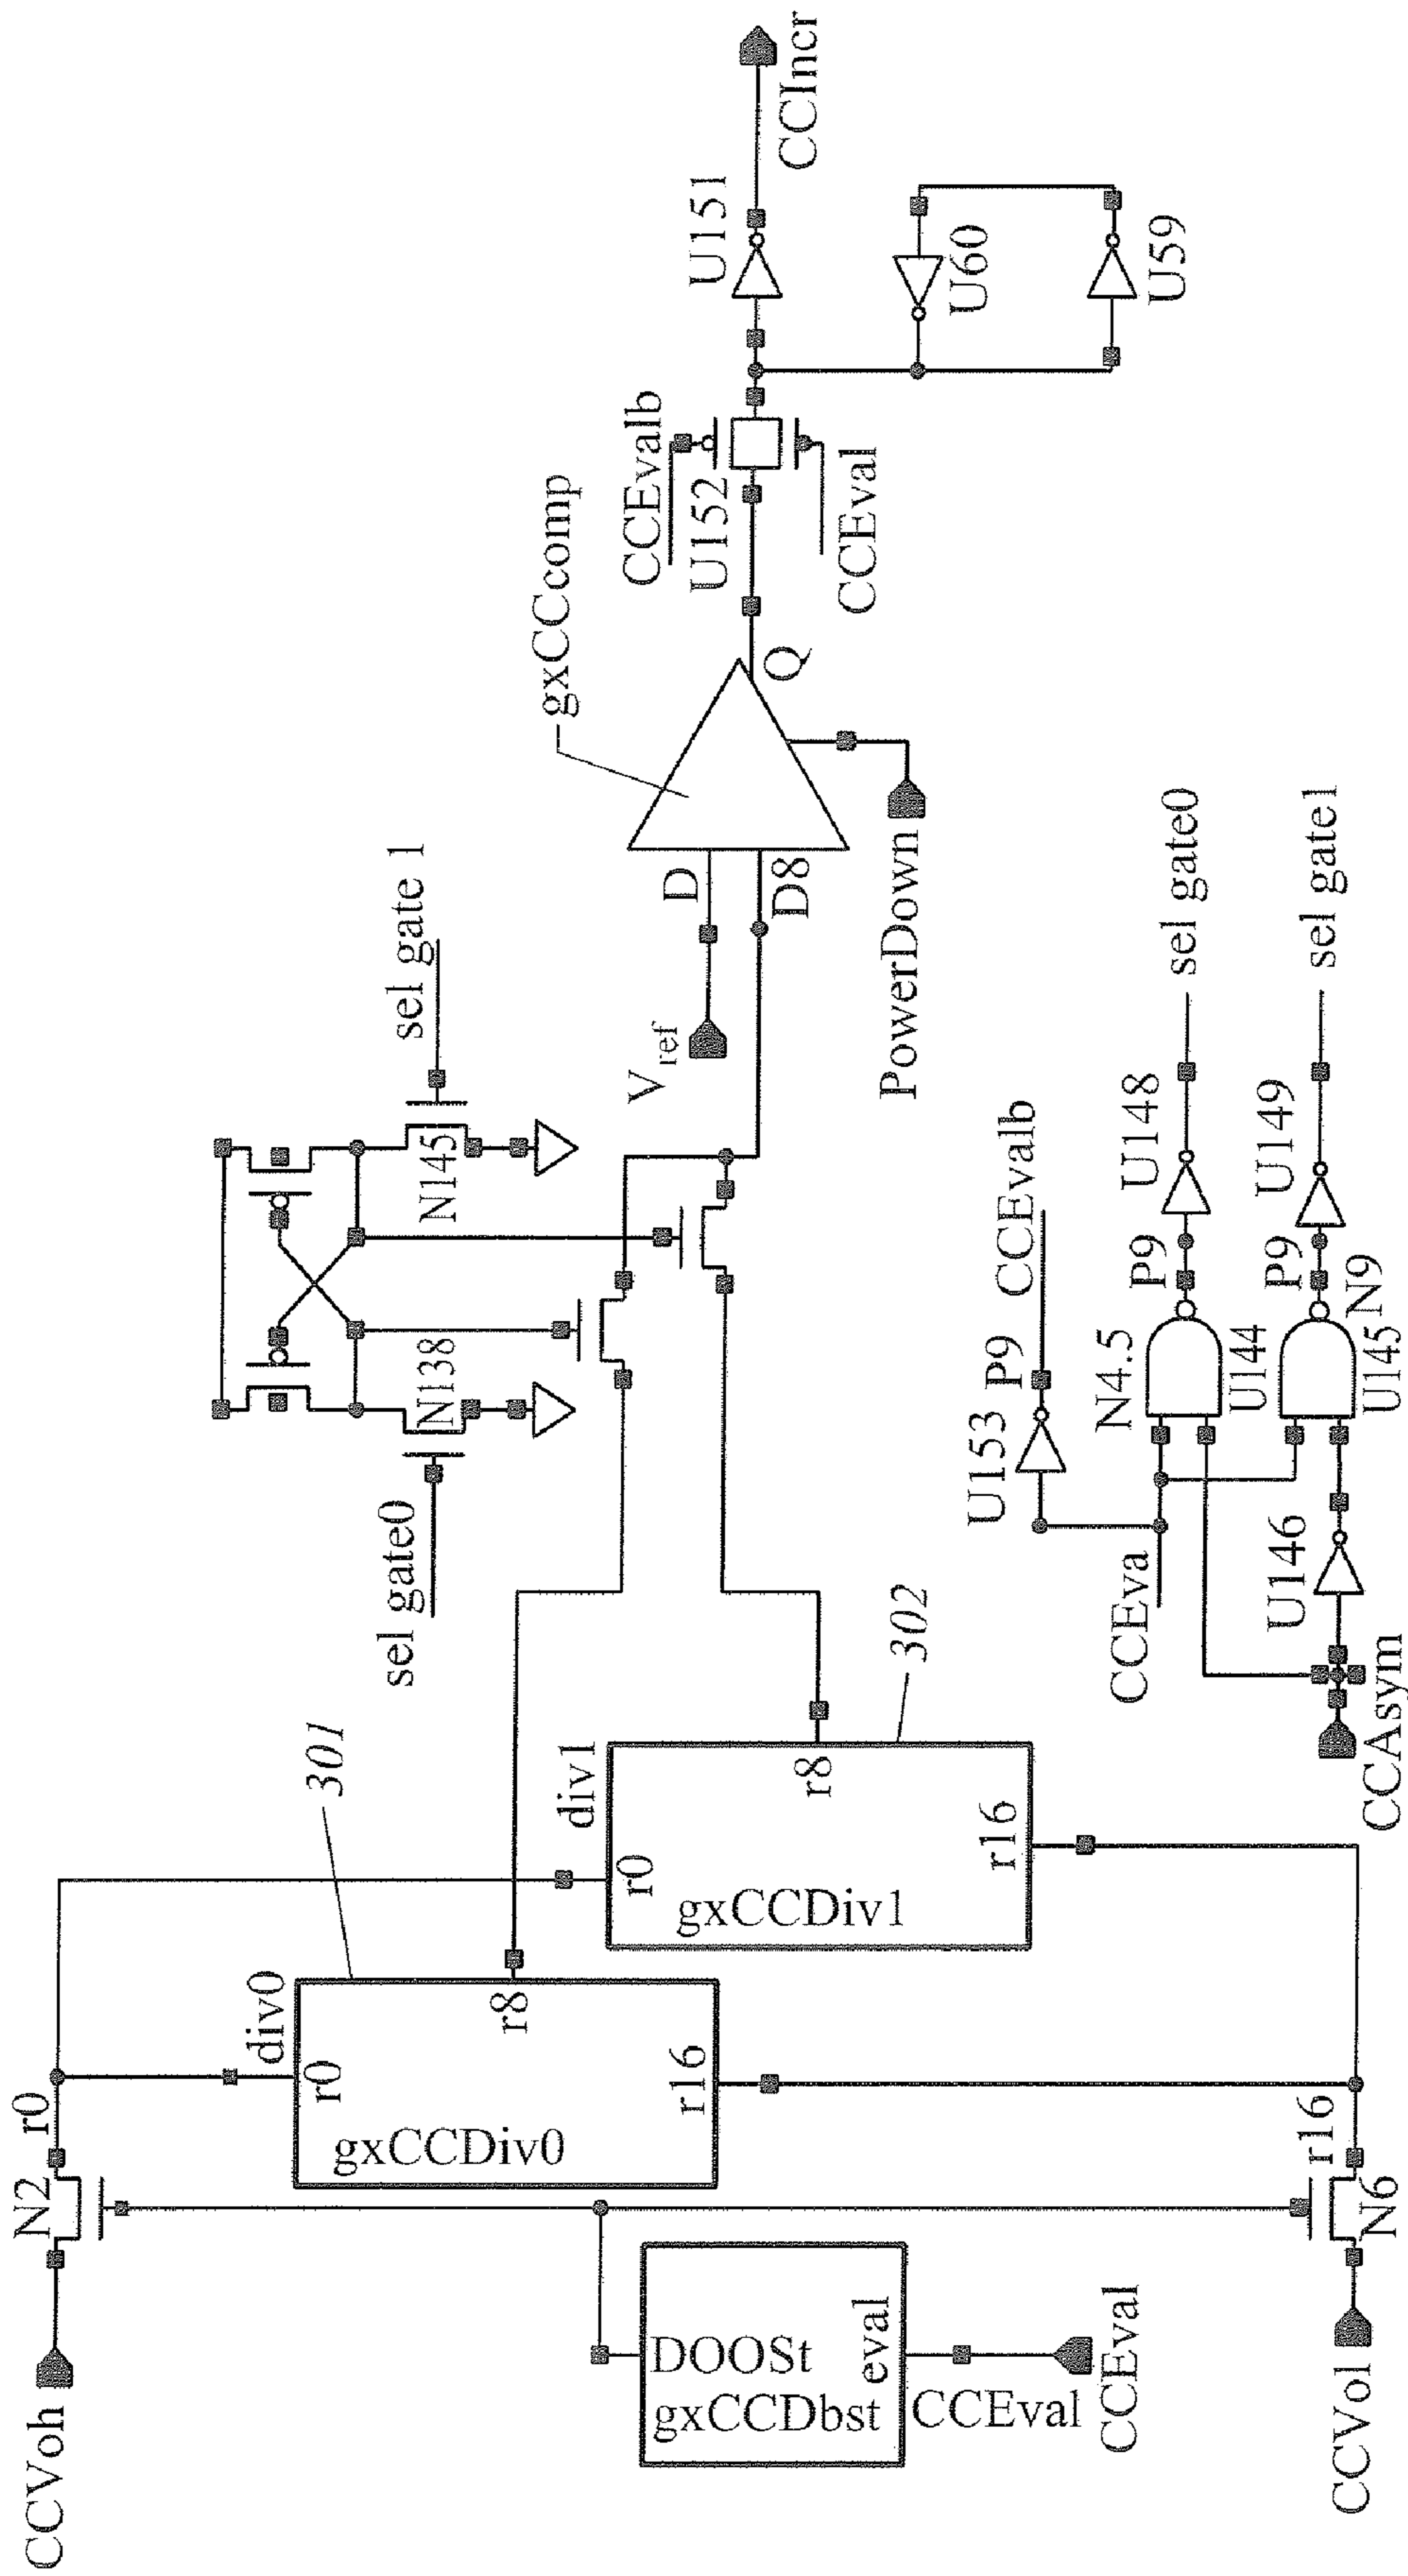 CCVoh
N2
r0
div0
r0
r8
r16
gxCCDiv0
301
div1
r0
r8
r16
gxCCDiv1
302
DOOSt
eval
gxCCDbst
CCEval
CCEval
CCVol
N6
r16
sel gate0
N138
N145
sel gate 1
Vref
D
D8
Q
gxCCcomp
PowerDown
CCEvalb
U152
CCEval
U151
CCIncr
U60
U59
CCEva
U153
P9
CCEvalb
N4.5
U144
P9
U148
sel gate0
CCAsym
U146
U145
P9
N9
U149
sel gate1